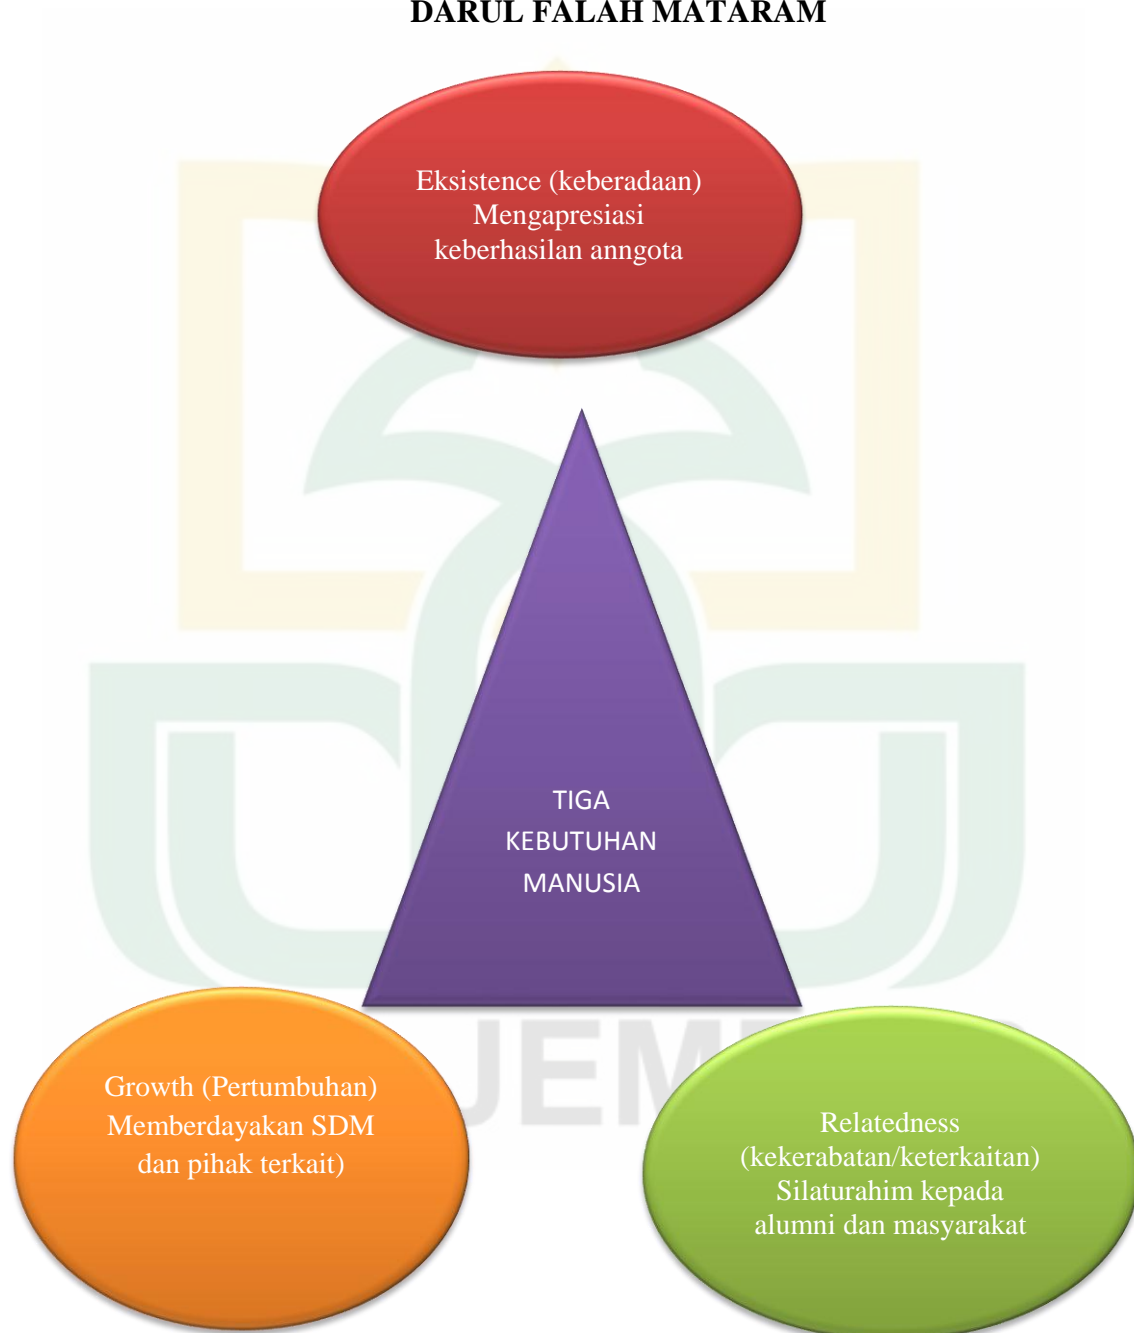 DARUL FALAH MATARAM
Eksistence (keberadaan)
Mengapresiasi
keberhasilan anngota
TIGA
KEBUTUHAN
MANUSIA
Growth (Pertumbuhan)
Memberdayakan SDM
dan pihak terkait)
Relatedness
(kekerabatan/keterkaitan)
Silaturahim kepada
alumni dan masyarakat